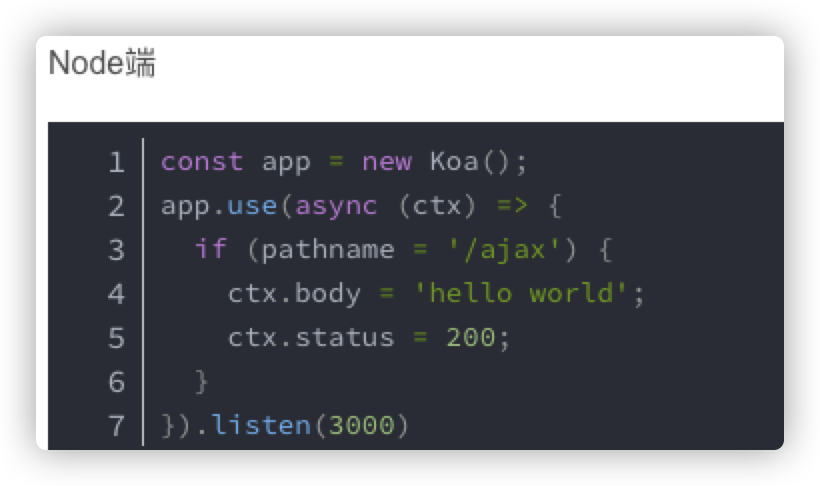 Node端
1 const app = new Koa();
2 app.use(async (ctx) => {
3   if (pathname = '/ajax') {
4     ctx.body = 'hello world';
5     ctx.status = 200;
6   }
7 }).listen(3000)